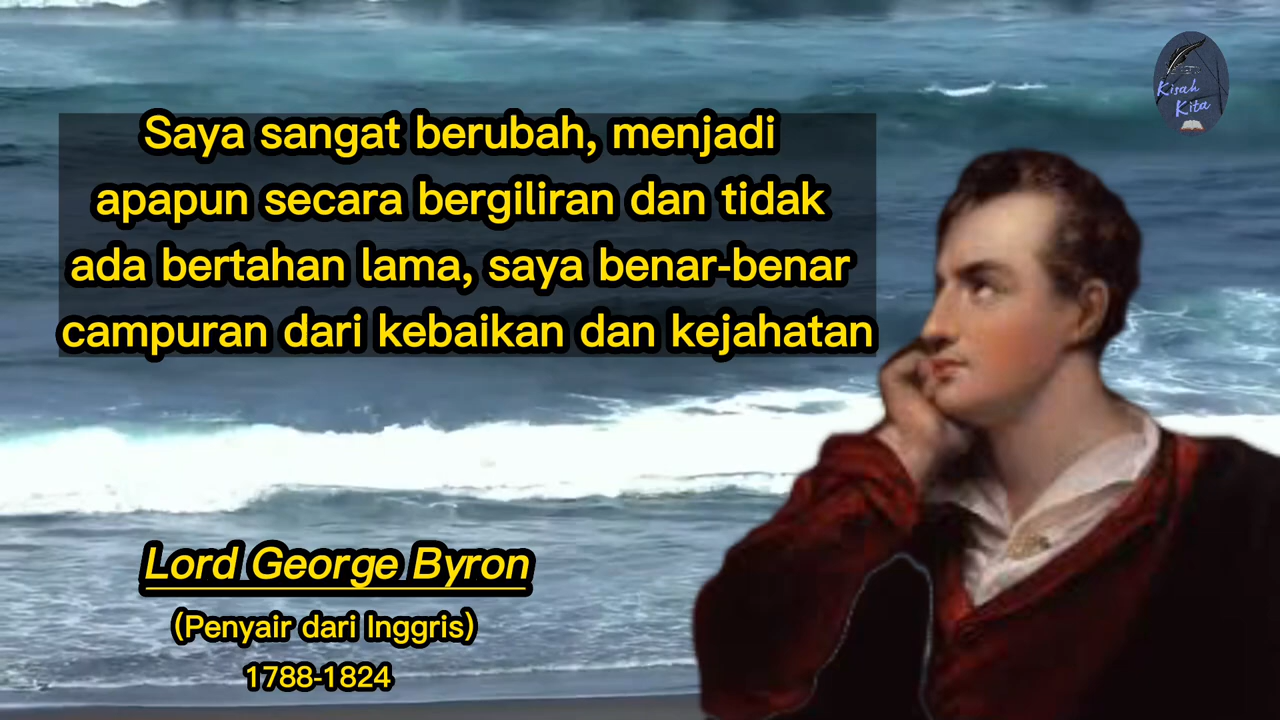 Kisah
Kita
Saya sangat berubah, menjadi
apapun secara bergiliran dan tidak
ada bertahan lama, saya benar-benar
campuran dari kebaikan dan kejahatan
Lord George Byron
(Penyair dari Inggris)
1788-1824